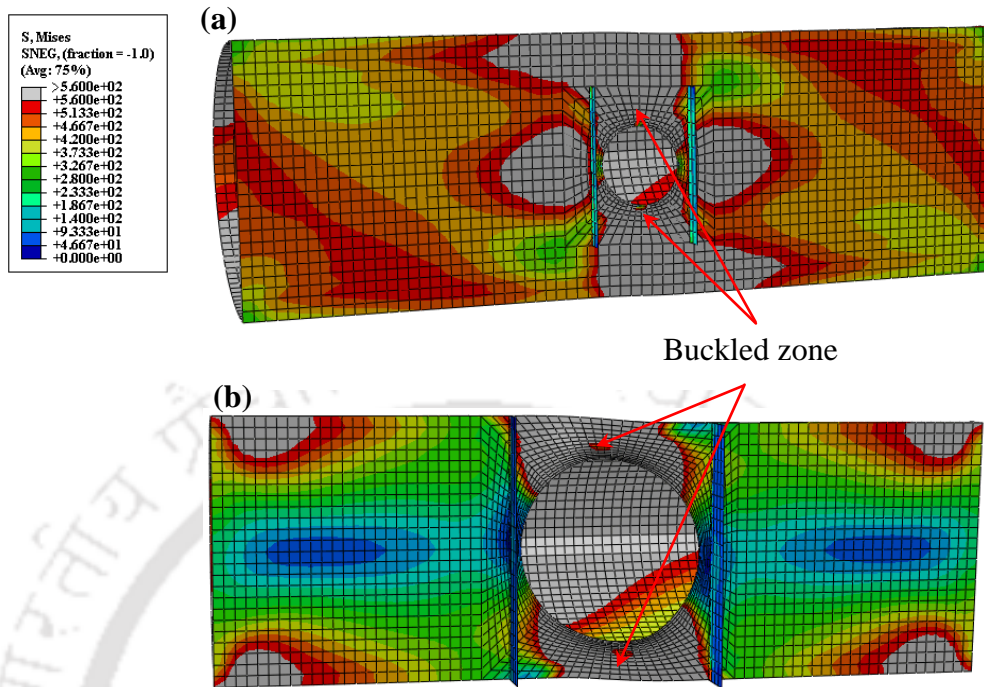 (a)
S, Mises
SNEG, (fraction = -1.0)
(Avg: 75%)
>5.600e+02
+5.600e+02
+5.133e+02
+4.667e+02
+4.200e+02
+3.733e+02
+3.267e+02
+2.800e+02
+2.333e+02
+1.867e+02
+1.400e+02
+9.333e+01
+4.667e+01
+0.000e+00
Buckled zone
(b)